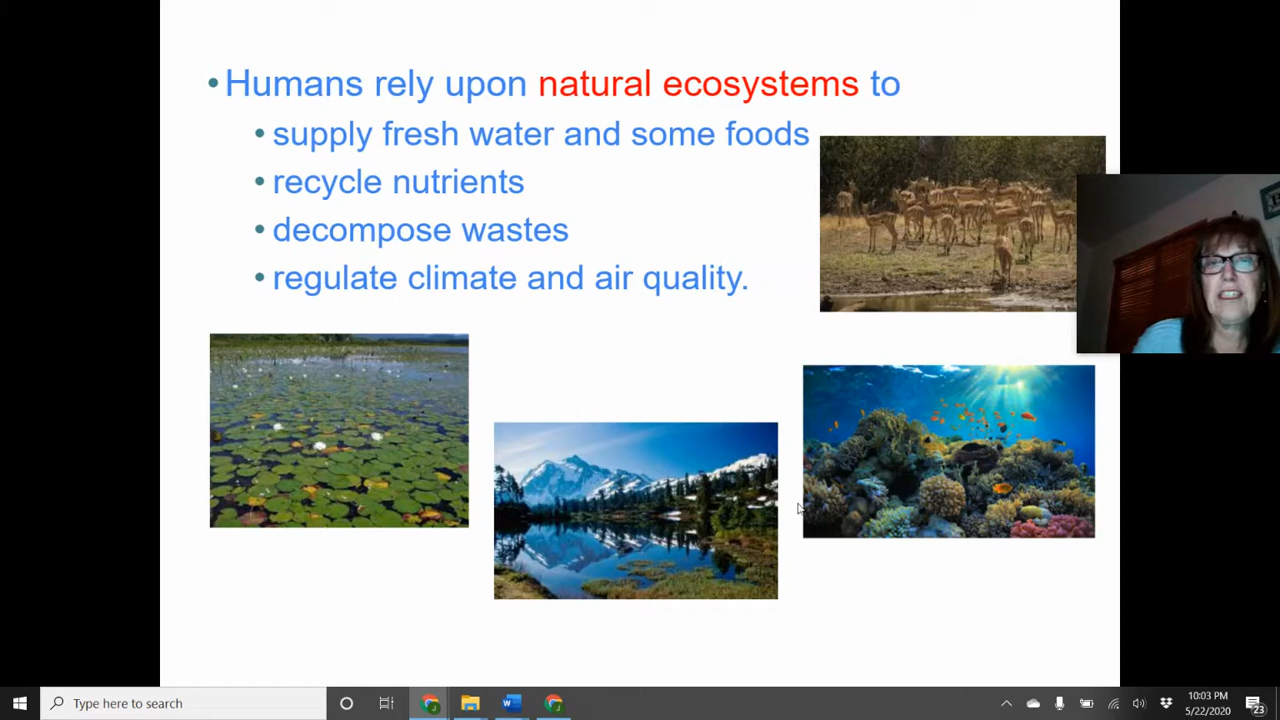 •Humans rely upon natural ecosystems to
•supply fresh water and some foods
•recycle nutrients
•decompose wastes
•regulate climate and air quality.
Type here to search
10:03 PM
5/22/2020
23